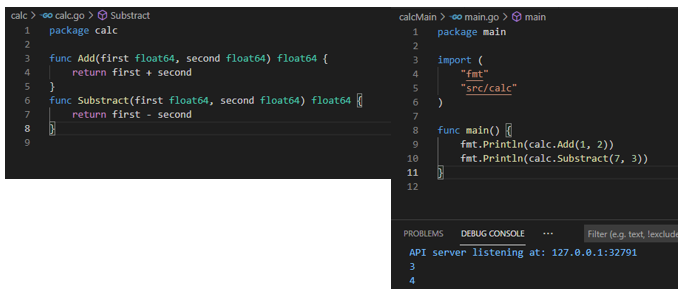 calc > calc.go > Substract
1 package calc
2
3 func Add(first float64, second float64) float64 {
4 return first + second
5 }
6 func Substract(first float64, second float64) float64 {
7 return first - second
8 }
9
calcMain > main.go > main
1 package main
2
3 import (
4 "fmt"
5 "src/calc"
6 )
7
8 func main() {
9 fmt.Println(calc.Add(1, 2))
10 fmt.Println(calc.Substract(7, 3))
11 }
12
PROBLEMS DEBUG CONSOLE ··· Filter (e.g. text, !exclude
API server listening at: 127.0.0.1:32791
3
4